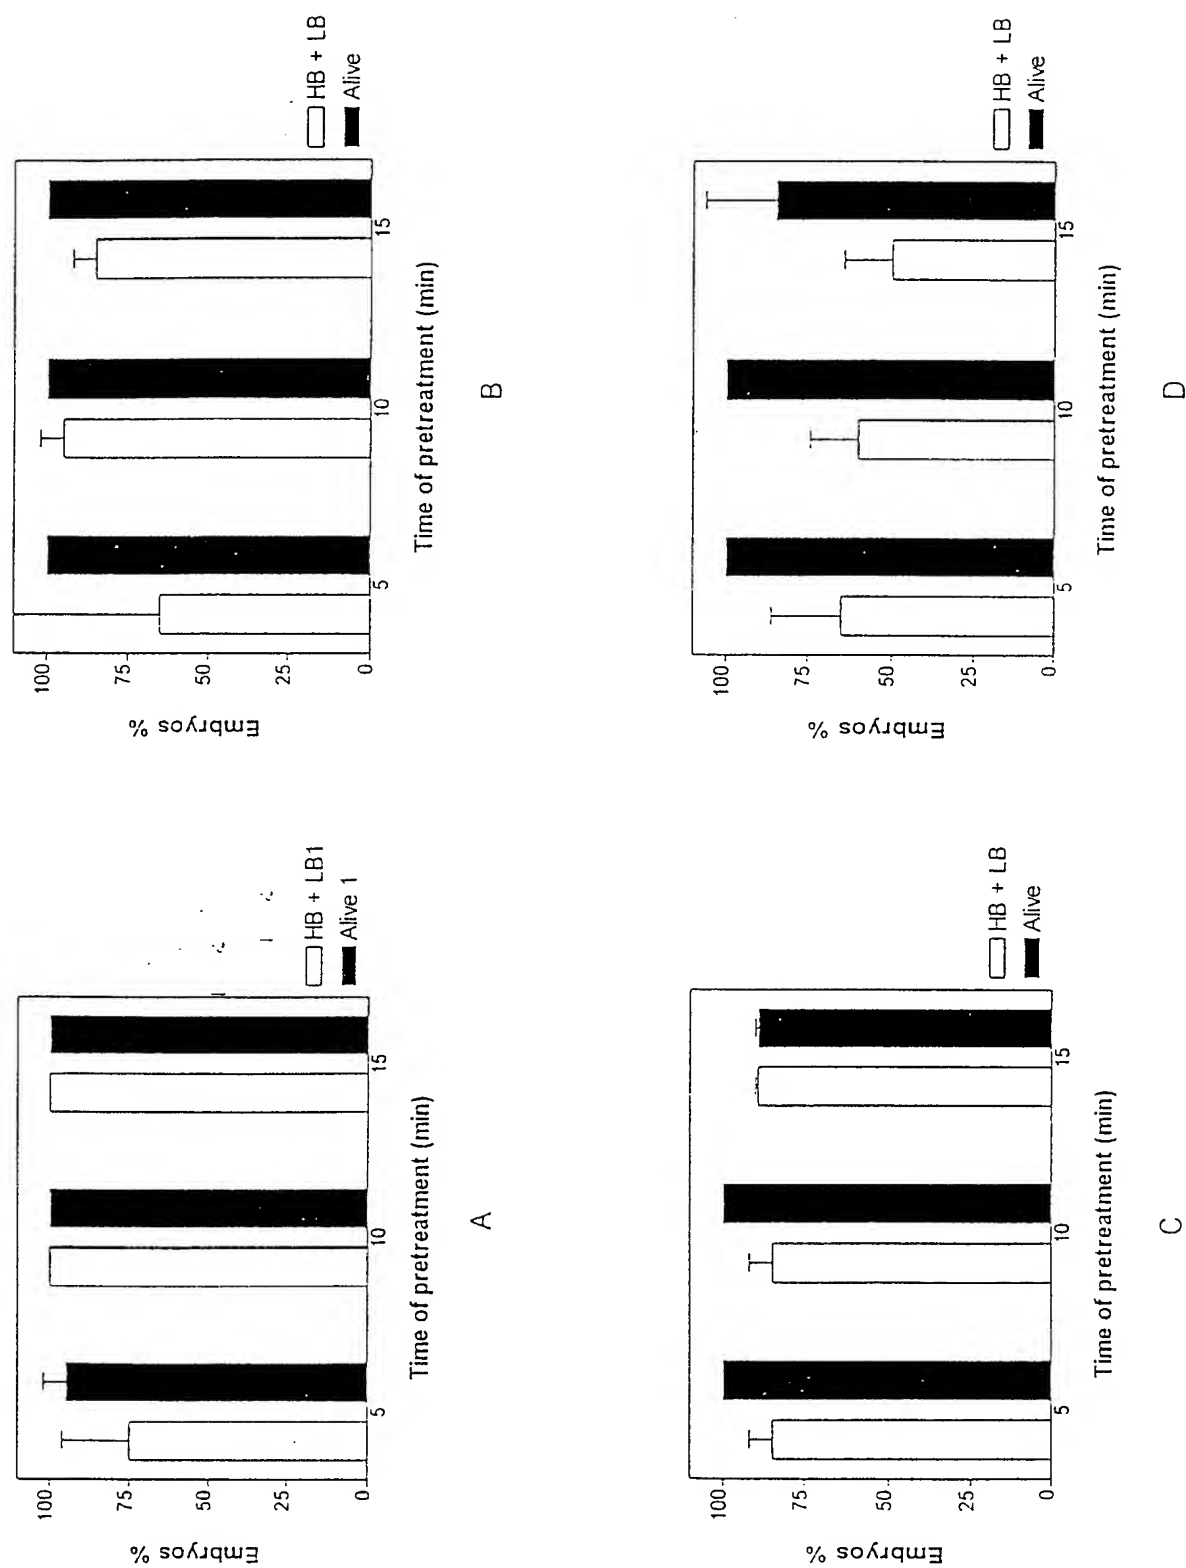 Embryos %
100
75
50
25
0
5
10
15
Time of pretreatment (min)
HB + LB1
Alive 1
A
Embryos %
100
75
50
25
0
5
10
15
Time of pretreatment (min)
HB + LB
Alive
B
Embryos %
100
75
50
25
0
5
10
15
Time of pretreatment (min)
HB + LB
Alive
C
Embryos %
100
75
50
25
0
5
10
15
Time of pretreatment (min)
HB + LB
Alive
D